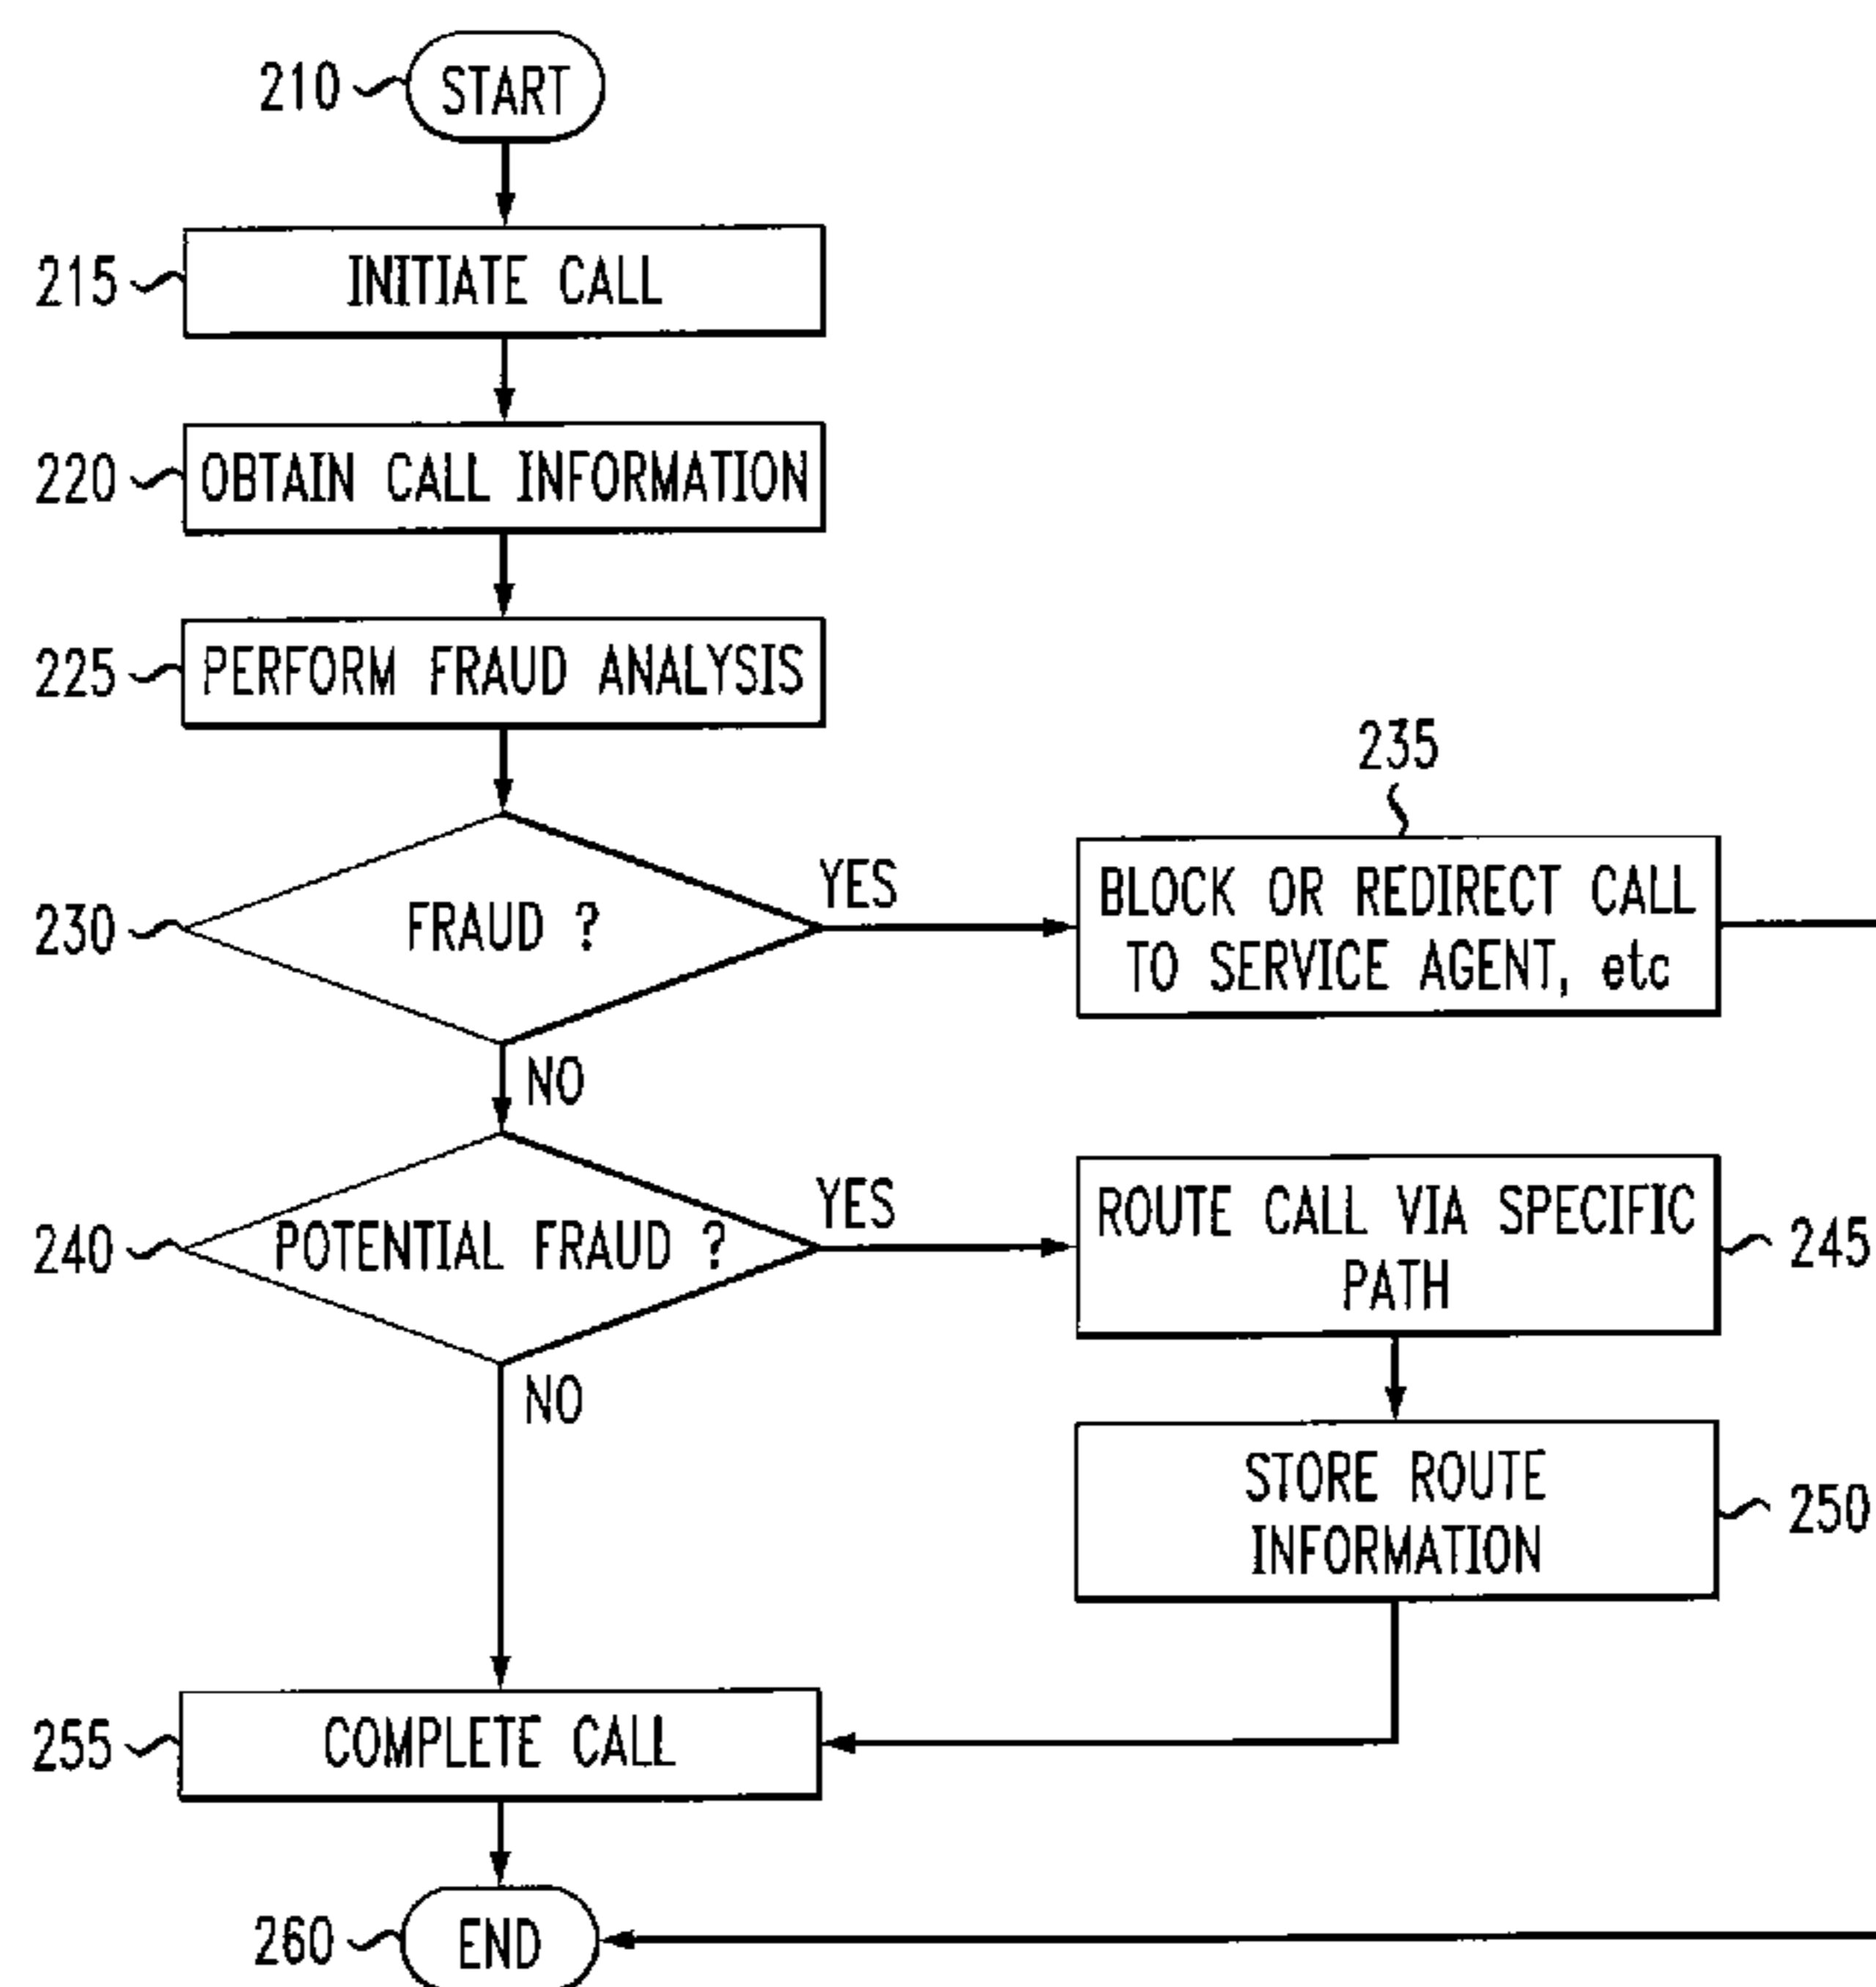 210
START
215
INITIATE CALL
220
OBTAIN CALL INFORMATION
225
PERFORM FRAUD ANALYSIS
230
FRAUD ?
YES
235
BLOCK OR REDIRECT CALL
TO SERVICE AGENT, etc
NO
240
POTENTIAL FRAUD ?
YES
ROUTE CALL VIA SPECIFIC
PATH
245
NO
STORE ROUTE
INFORMATION
250
255
COMPLETE CALL
260
END